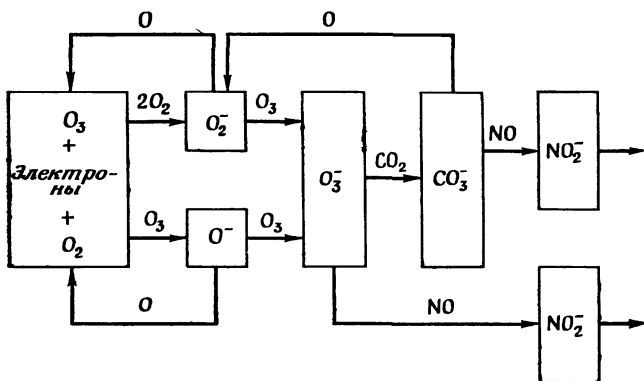 O O
O₃
+
Электро-
ны
+
O₂
2O₂
O₂⁻
O₃
O₃
O⁻
O₃
O
O₃⁻
CO₂
CO₃⁻
NO
NO₂⁻
NO
NO₂⁻